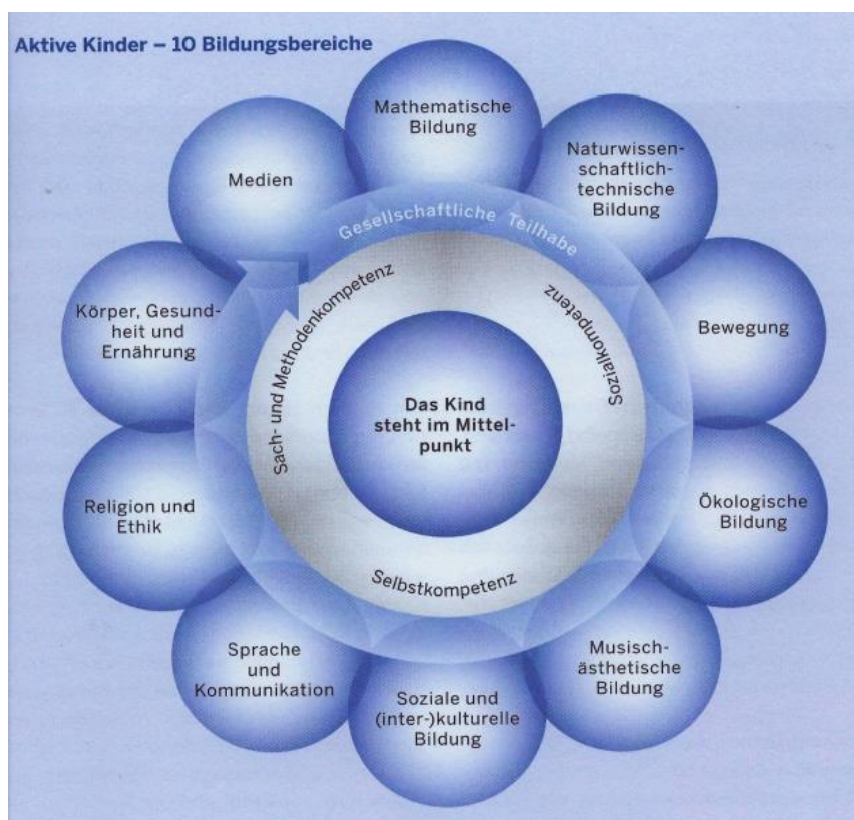 Aktive Kinder – 10 Bildungsbereiche
Mathematische
Bildung
Naturwissen-
schaftlich-
technische
Bildung
Bewegung
Ökologische
Bildung
Musisch-
ästhetische
Bildung
Soziale und
(inter-)kulturelle
Bildung
Sprache
und
Kommunikation
Religion und
Ethik
Körper, Gesund-
heit und
Ernährung
Medien
Gesellschaftliche Teilhabe
Sach- und Methodenkompetenz
Sozialkompetenz
Selbstkompetenz
Das Kind
steht im Mittel-
punkt